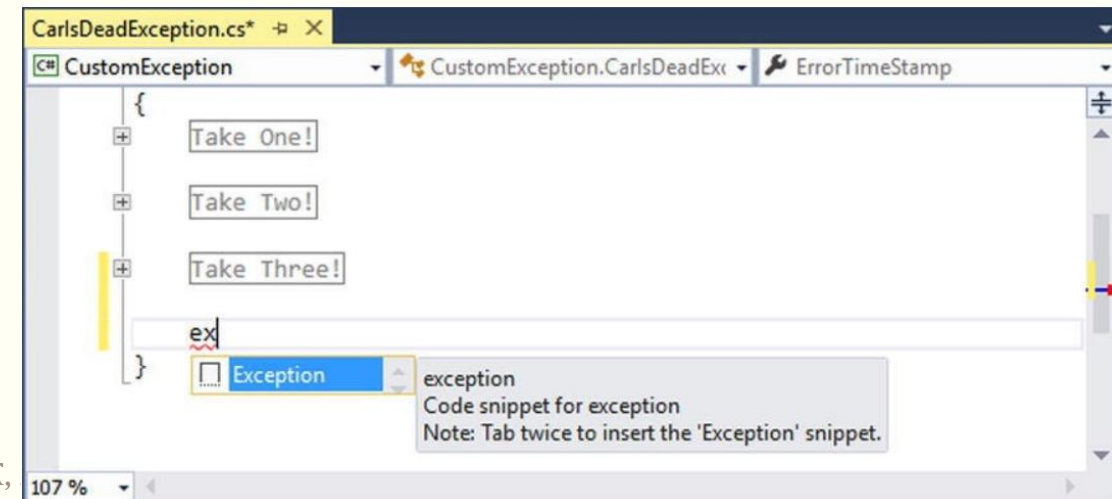 CarlsDeadException.cs*
C# CustomException CustomException.CarlsDeadEx ErrorTimeStamp
{
Take One!
Take Two!
Take Three!
ex
}
Exception
exception
Code snippet for exception
Note: Tab twice to insert the 'Exception' snippet.
107 %